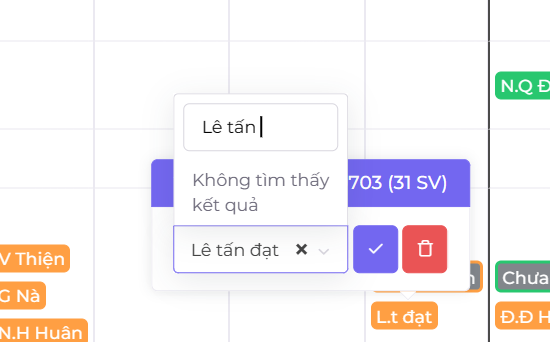 N.Q Đ
Lê tấn
Không tìm thấy
kết quả
703 (31 SV)
Lê tấn đạt
V Thiện
G Nà
N.H Huân
Chưa
L.t đạt
Đ.Đ H